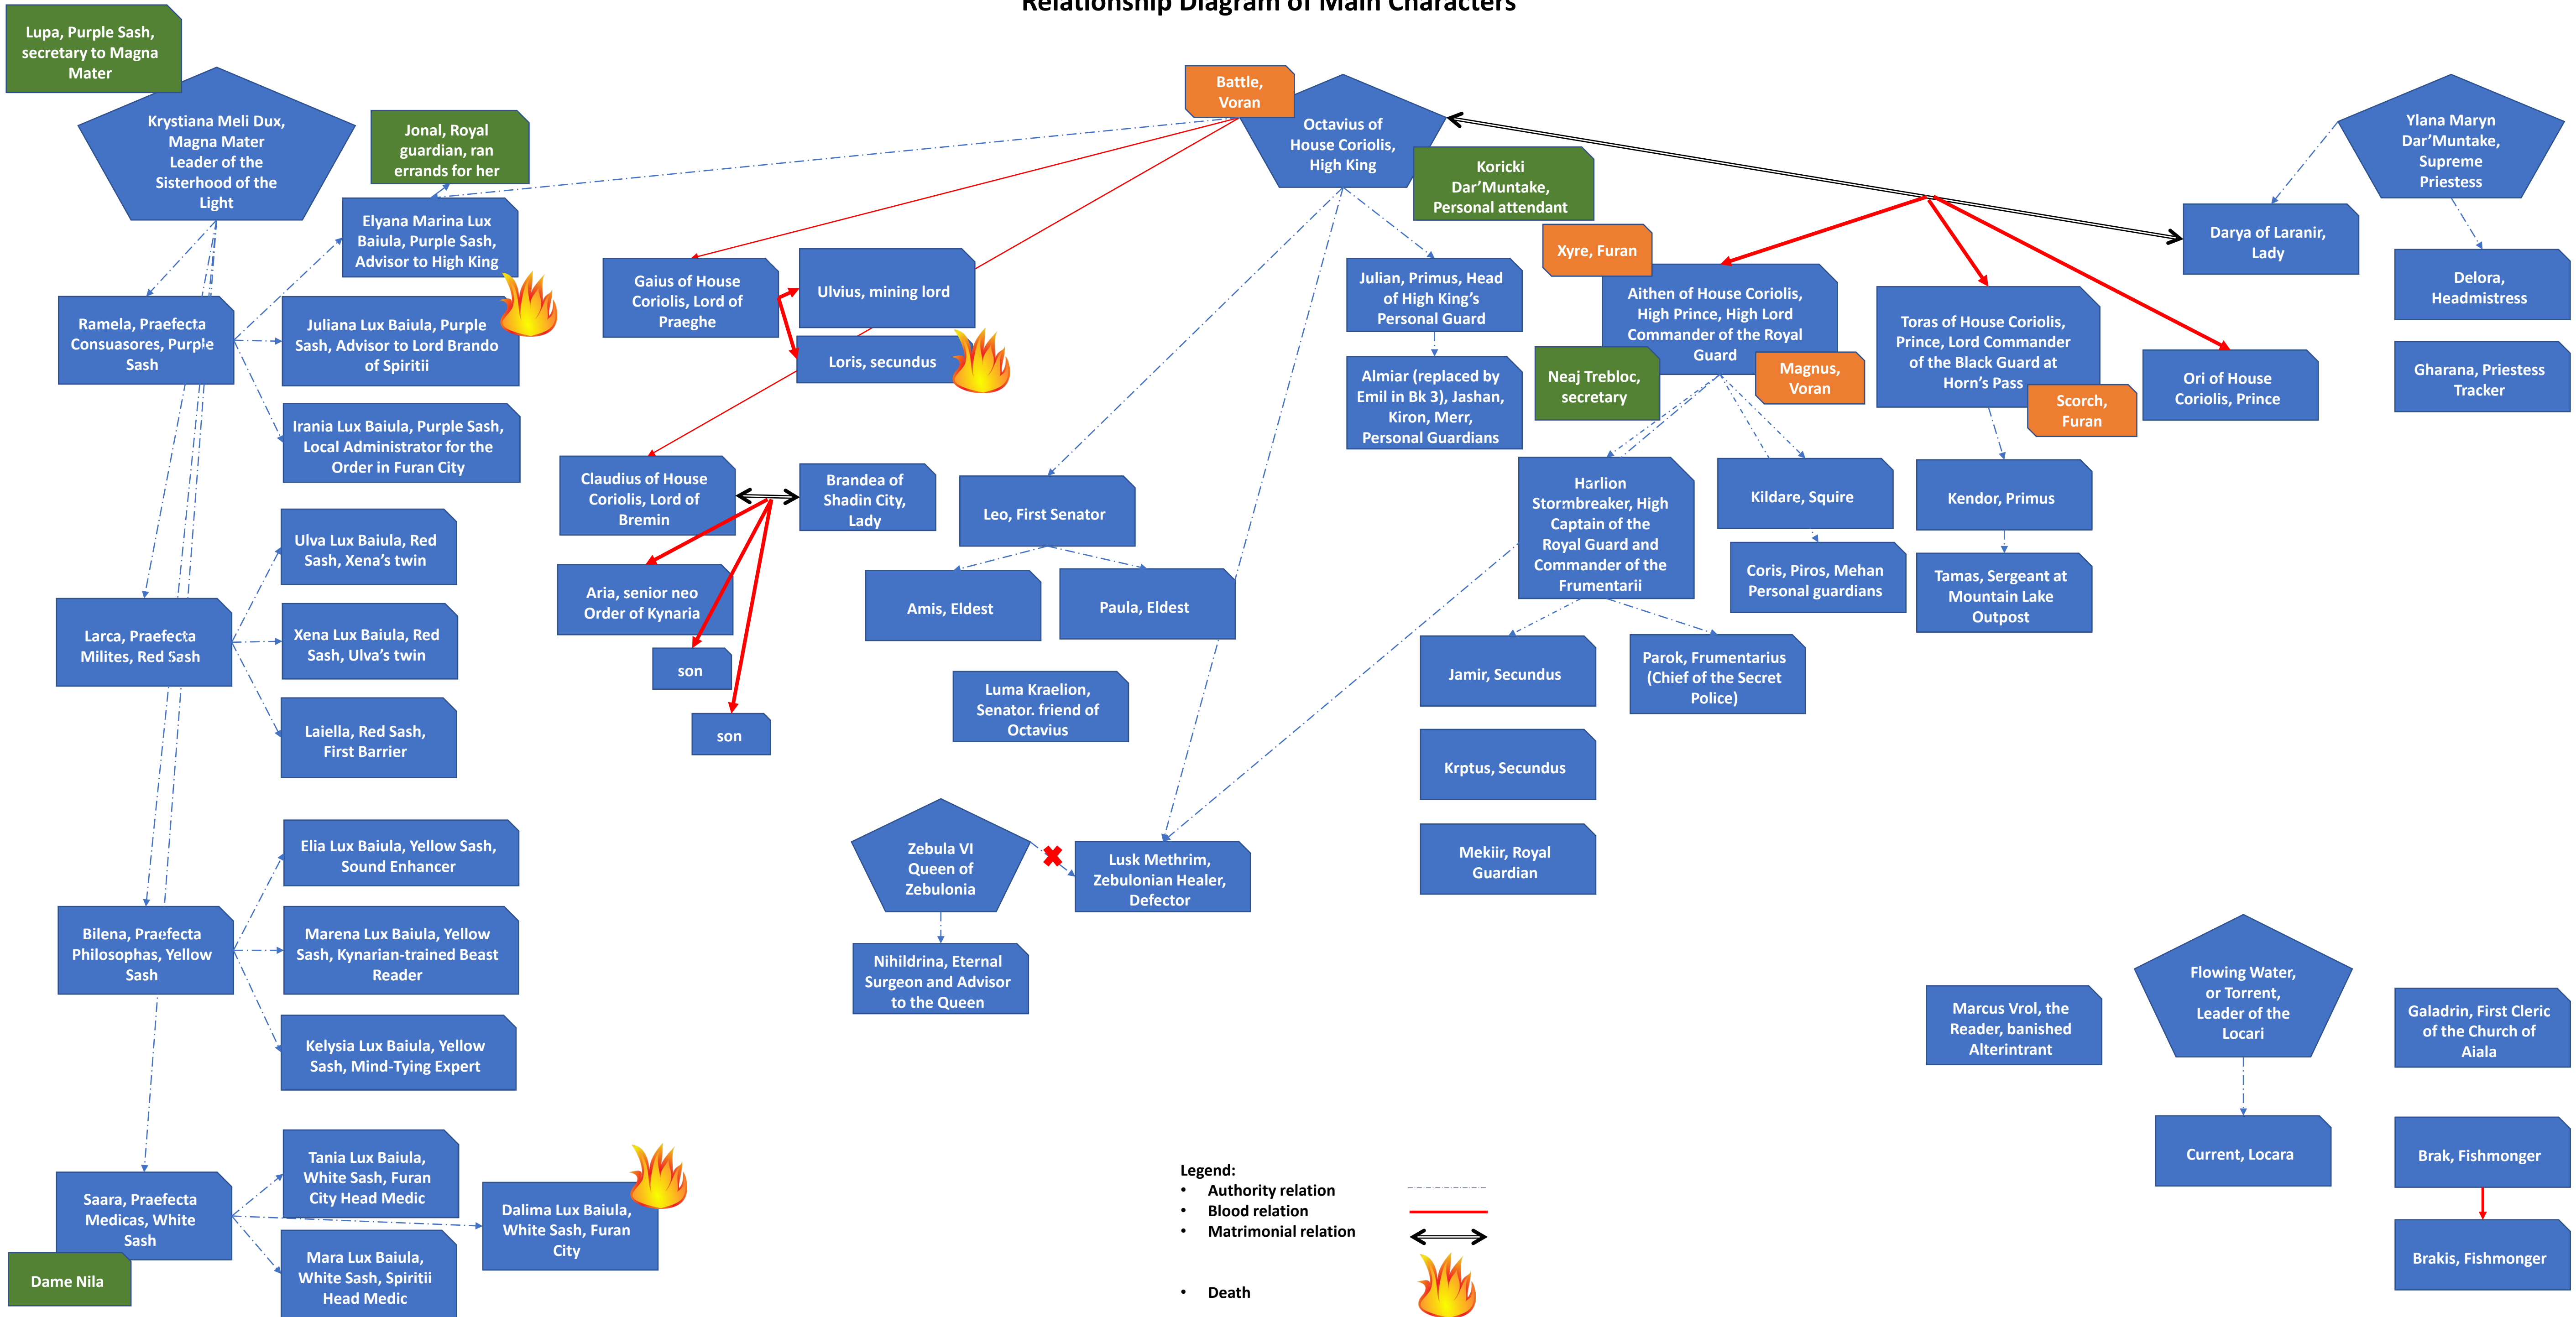 Relationship Diagram of Main Characters
Lupa, Purple Sash,
secretary to Magna
Mater
Krystiana Meli Dux,
Magna Mater
Leader of the
Sisterhood of the
Light
Jonal, Royal
guardian, ran
errands for her
Elyana Marina Lux
Baiula, Purple Sash,
Advisor to High King
Ramela, Praefecta
Consuasores, Purple
Sash
Juliana Lux Baiula, Purple
Sash, Advisor to Lord Brando
of Spiritii
Irania Lux Baiula, Purple Sash,
Local Administrator for the
Order in Furan City
Ulva Lux Baiula, Red
Sash, Xena's twin
Larca, Praefecta
Milites, Red Sash
Xena Lux Baiula, Red
Sash, Ulva's twin
Laiella, Red Sash,
First Barrier
Elia Lux Baiula, Yellow Sash,
Sound Enhancer
Bilena, Praefecta
Philosophas, Yellow
Sash
Marena Lux Baiula, Yellow
Sash, Kynarian-trained Beast
Reader
Kelysia Lux Baiula, Yellow
Sash, Mind-Tying Expert
Tania Lux Baiula,
White Sash, Furan
City Head Medic
Saara, Praefecta
Medicas, White
Sash
Dalima Lux Baiula,
White Sash, Furan
City
Mara Lux Baiula,
White Sash, Spiritii
Head Medic
Dame Nila
Battle,
Voran
Octavius of
House Coriolis,
High King
Koricki
Dar'Muntake,
Personal attendant
Gaius of House
Coriolis, Lord of
Praeghe
Ulvius, mining lord
Loris, secundus
Claudius of House
Coriolis, Lord of
Bremin
Brandea of
Shadin City,
Lady
Aria, senior neo
Order of Kynaria
son
son
Leo, First Senator
Amis, Eldest
Paula, Eldest
Luma Kraelion,
Senator. friend of
Octavius
Julian, Primus, Head
of High King's
Personal Guard
Almiar (replaced by
Emil in Bk 3), Jashan,
Kiron, Merr,
Personal Guardians
Xyre, Furan
Aithen of House Coriolis,
High Prince, High Lord
Commander of the Royal
Guard
Neaj Trebloc,
secretary
Magnus,
Voran
Toras of House Coriolis,
Prince, Lord Commander
of the Black Guard at
Horn's Pass
Scorch,
Furan
Ori of House
Coriolis, Prince
Harlion
Stormbreaker, High
Captain of the
Royal Guard and
Commander of the
Frumentarii
Kildare, Squire
Coris, Piros, Mehan
Personal guardians
Kendor, Primus
Tamas, Sergeant at
Mountain Lake
Outpost
Jamir, Secundus
Parok, Frumentarius
(Chief of the Secret
Police)
Krptus, Secundus
Mekiir, Royal
Guardian
Ylana Maryn
Dar'Muntake,
Supreme
Priestess
Darya of Laranir,
Lady
Delora,
Headmistress
Gharana, Priestess
Tracker
Zebula VI
Queen of
Zebulonia
Lusk Methrim,
Zebulonian Healer,
Defector
Nihildrina, Eternal
Surgeon and Advisor
to the Queen
Marcus Vrol, the
Reader, banished
Alterintrant
Flowing Water,
or Torrent,
Leader of the
Locari
Current, Locara
Galadrin, First Cleric
of the Church of
Aiala
Brak, Fishmonger
Brakis, Fishmonger
Legend:
• Authority relation
• Blood relation
• Matrimonial relation
• Death